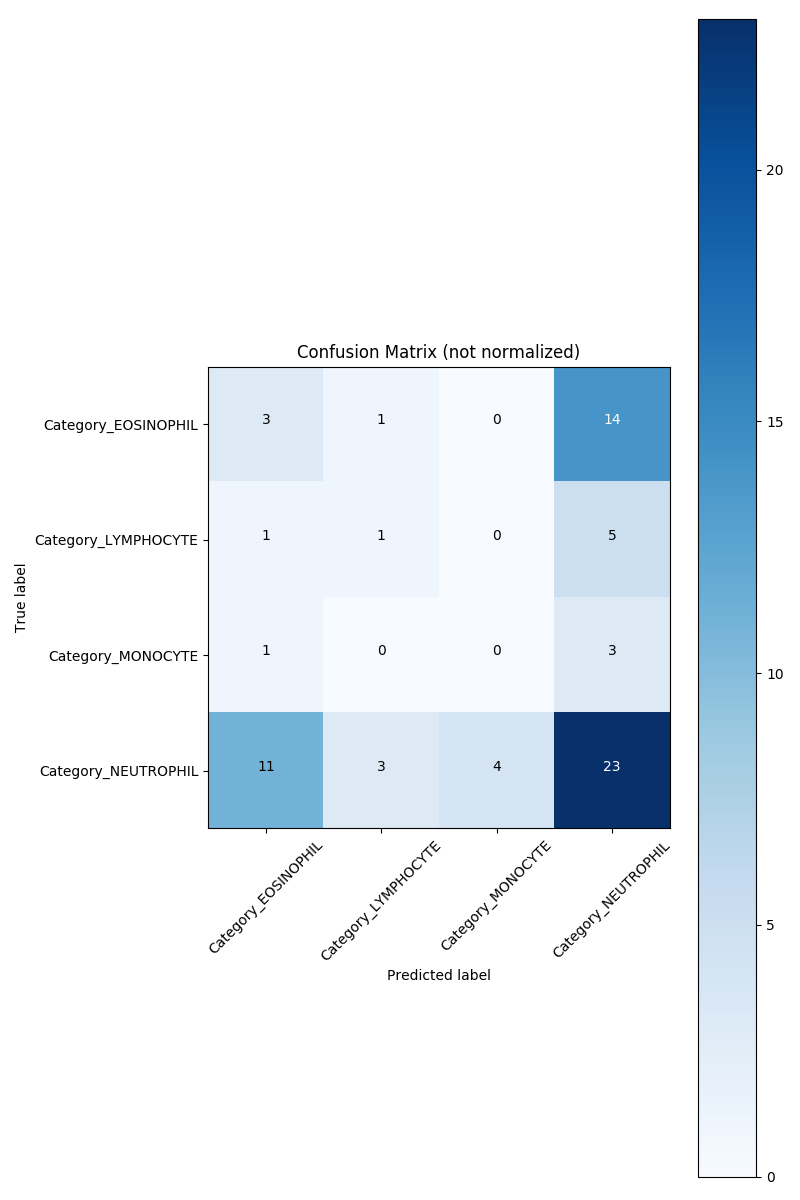 Confusion Matrix (not normalized)
Category_EOSINOPHIL 3 1 0 14
Category_LYMPHOCYTE 1 1 0 5
Category_MONOCYTE 1 0 0 3
Category_NEUTROPHIL 11 3 4 23
True label
Category_EOSINOPHIL Category_LYMPHOCYTE Category_MONOCYTE Category_NEUTROPHIL
Predicted label
20
15
10
5
0